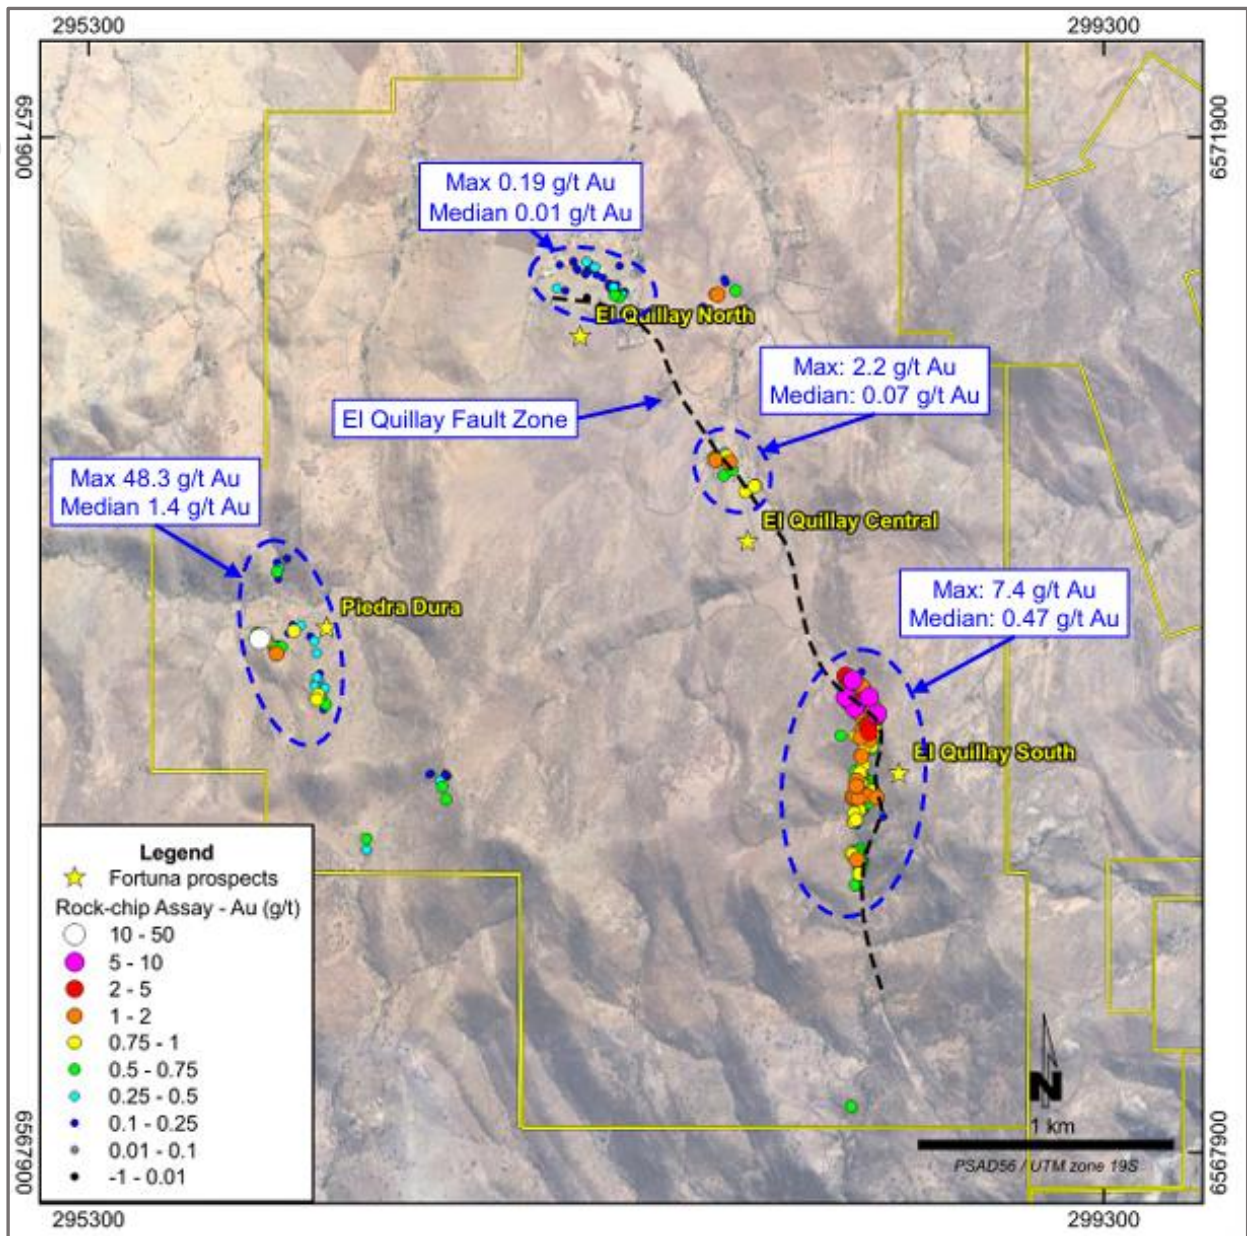 295300
299300
6571900
6571900
Max 0.19 g/t Au
Median 0.01 g/t Au
El Quillay North
Max: 2.2 g/t Au
Median: 0.07 g/t Au
El Quillay Fault Zone
Max 48.3 g/t Au
Median 1.4 g/t Au
El Quillay Central
Max: 7.4 g/t Au
Median: 0.47 g/t Au
Piedra Dura
El Quillay South
Legend
Fortuna prospects
Rock-chip Assay - Au (g/t)
10 - 50
5 - 10
2 - 5
1 - 2
0.75 - 1
0.5 - 0.75
0.25 - 0.5
0.1 - 0.25
0.01 - 0.1
-1 - 0.01
N
1 km
PSAD56 / UTM zone 19S
6567900
6567900
295300
299300